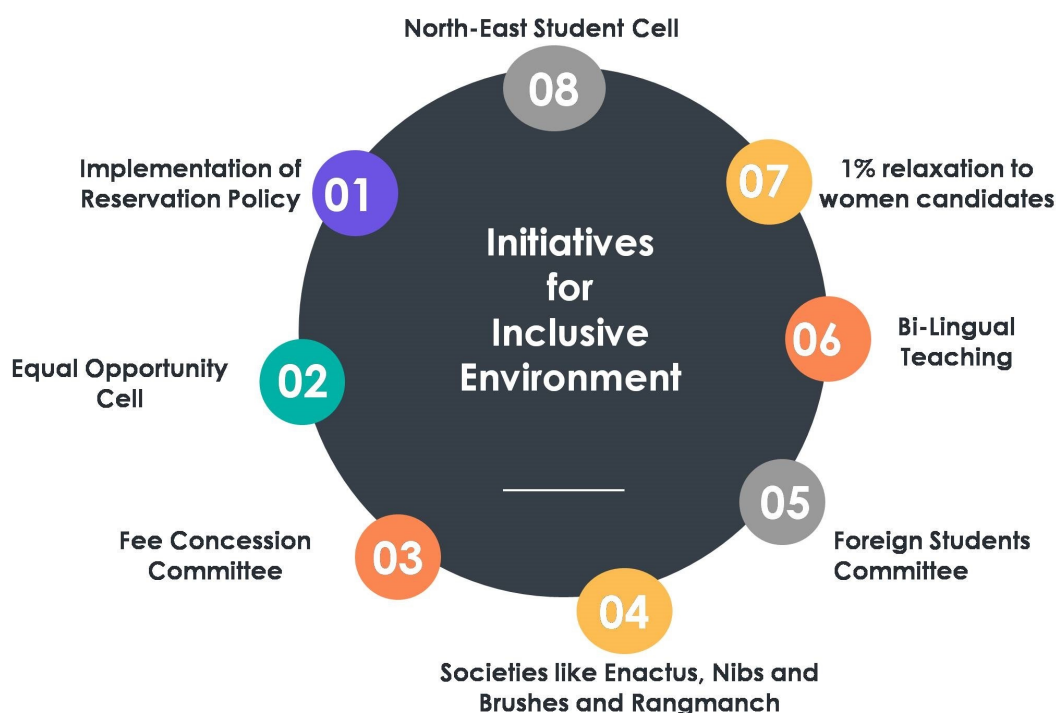 Initiatives
for
Inclusive
Environment
01
Implementation of
Reservation Policy
02
Equal Opportunity
Cell
03
Fee Concession
Committee
04
Societies like Enactus, Nibs and
Brushes and Rangmanch
05
Foreign Students
Committee
06
Bi-Lingual
Teaching
07
1% relaxation to
women candidates
08
North-East Student Cell